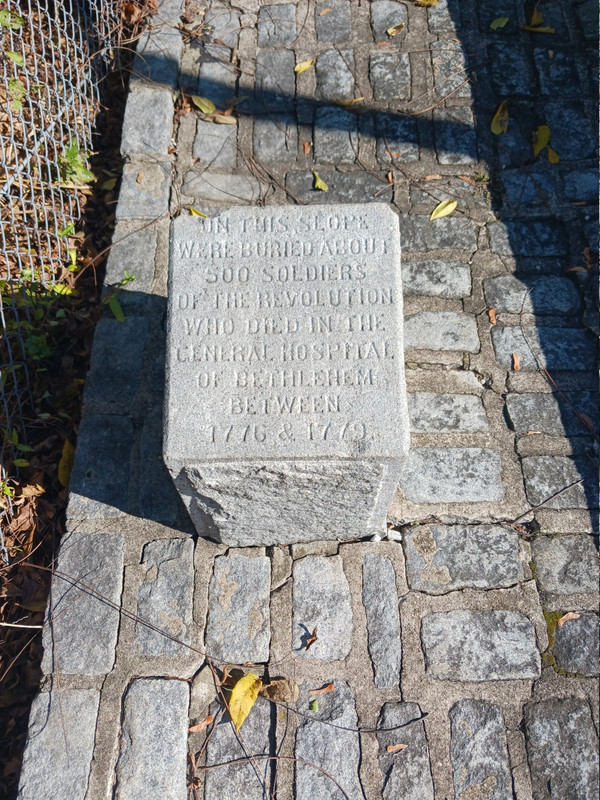 ON THIS SLOPE
WERE BURIED ABOUT
500 SOLDIERS
OF THE REVOLUTION
WHO DIED IN THE
GENERAL HOSPITAL
OF BETHLEHEM
BETWEEN
1776 & 1779